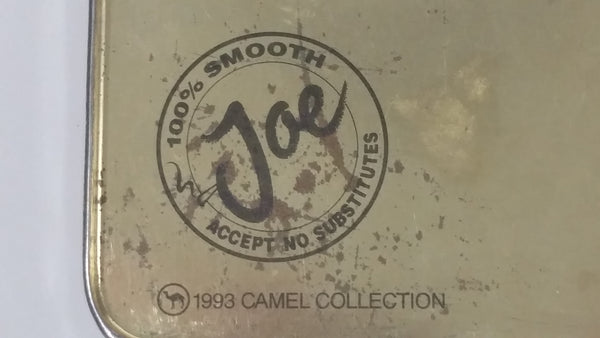 100% SMOOTH
Joe
ACCEPT NO SUBSTITUTES
1993 CAMEL COLLECTION